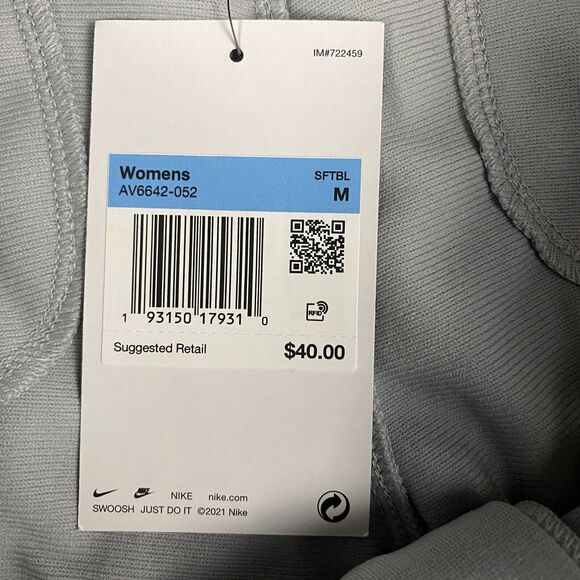 IM#722459
Womens SFTBL
AV6642-052 M
1 93150 17931 0
RFID
Suggested Retail $40.00
NIKE nike.com
SWOOSH JUST DO IT ©2021 Nike